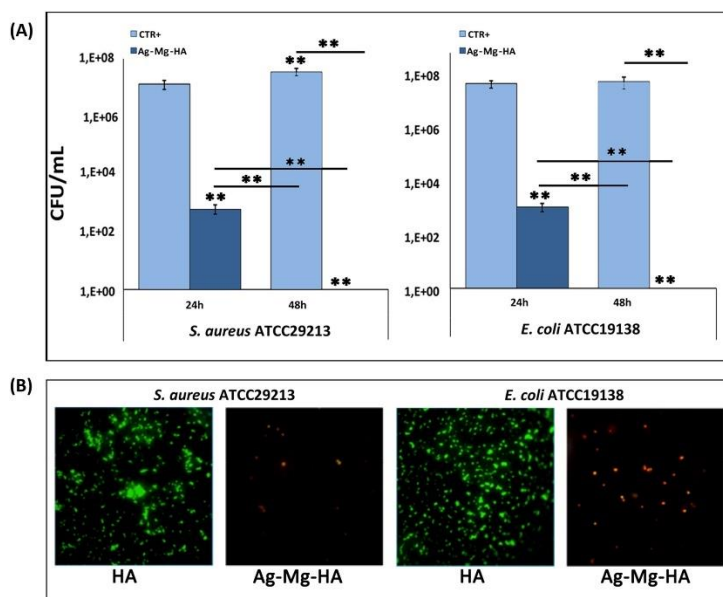 (A)
CTR+
Ag-Mg-HA
CFU/mL
1,E+08
1,E+06
1,E+04
1,E+02
1,E+00
**
**
**
**
**
**
24h
48h
S. aureus ATCC29213
CTR+
Ag-Mg-HA
1,E+08
1,E+06
1,E+04
1,E+02
1,E+00
**
**
**
**
**
24h
48h
E. coli ATCC19138
(B)
S. aureus ATCC29213
E. coli ATCC19138
HA
Ag-Mg-HA
HA
Ag-Mg-HA